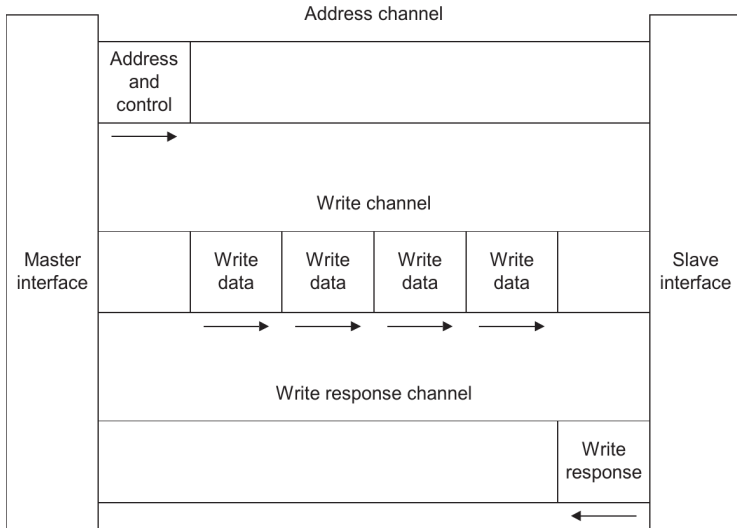 Address channel
Address
and
control
Write channel
Master
interface
Write
data
Write
data
Write
data
Write
data
Slave
interface
Write response channel
Write
response